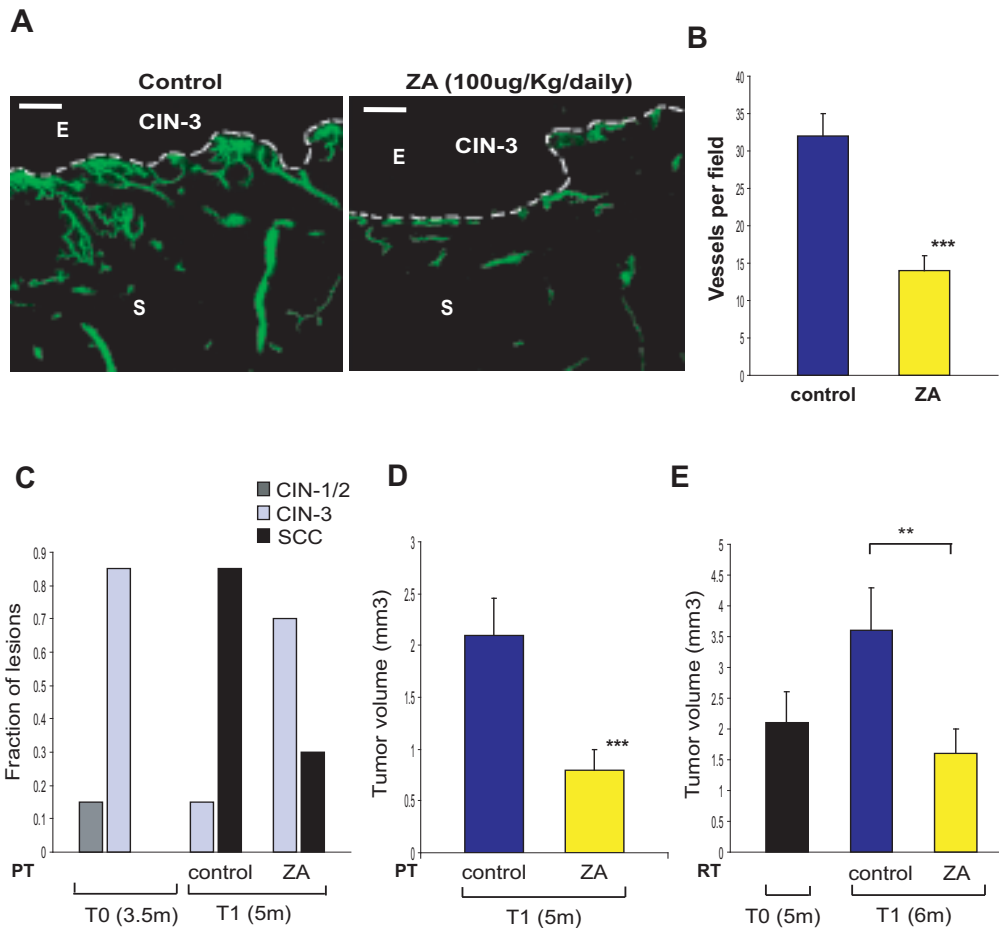 A
Control
ZA (100ug/Kg/daily)
E
CIN-3
S
E
CIN-3
S
B
Vessels per field
40
35
30
25
20
15
10
5
0
***
control
ZA
C
CIN-1/2
CIN-3
SCC
Fraction of lesions
0.9
0.8
0.7
0.6
0.5
0.4
0.3
0.2
0.1
0
PT
control
ZA
T0 (3.5m)
T1 (5m)
D
Tumor volume (mm3)
3
2.5
2
1.5
1
0.5
0
***
PT
control
ZA
T1 (5m)
E
Tumor volume (mm3)
5
4.5
4
3.5
3
2.5
2
1.5
1
0.5
0
**
RT
control
ZA
T0 (5m)
T1 (6m)